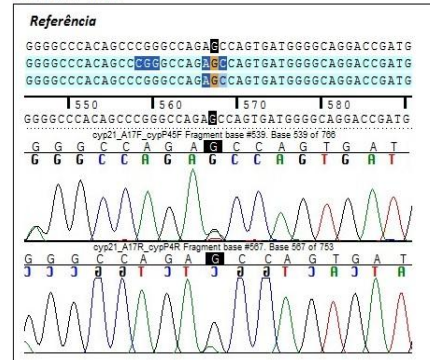 Referência
GGGGCCCACAGCCCGGGCCAGAGCCAGTGATGGGGCAGGACCGATG
GGGGCCCACAGCCCGGGCCAGAGCCAGTGATGGGGCAGGACCGATG
GGGGCCCACAGCCCGGGCCAGAGCCAGTGATGGGGCAGGACCGATG
550 560 570 580
GGGGCCCACAGCCCGGGCCAGAGCCAGTGATGGGGCAGGACCGATG
cyp21_A17F_cypP45F Fragment base #539. Base 539 of 766
G G G C C A G A G C C A G T G A T
G G G C C A G A G C C A G T G A T
cyp21_A17R_cypP4R Fragment base #567. Base 567 of 753
G G G C C A G A G C C A G T G A T
C C C G G T C T C G G T C A C T A